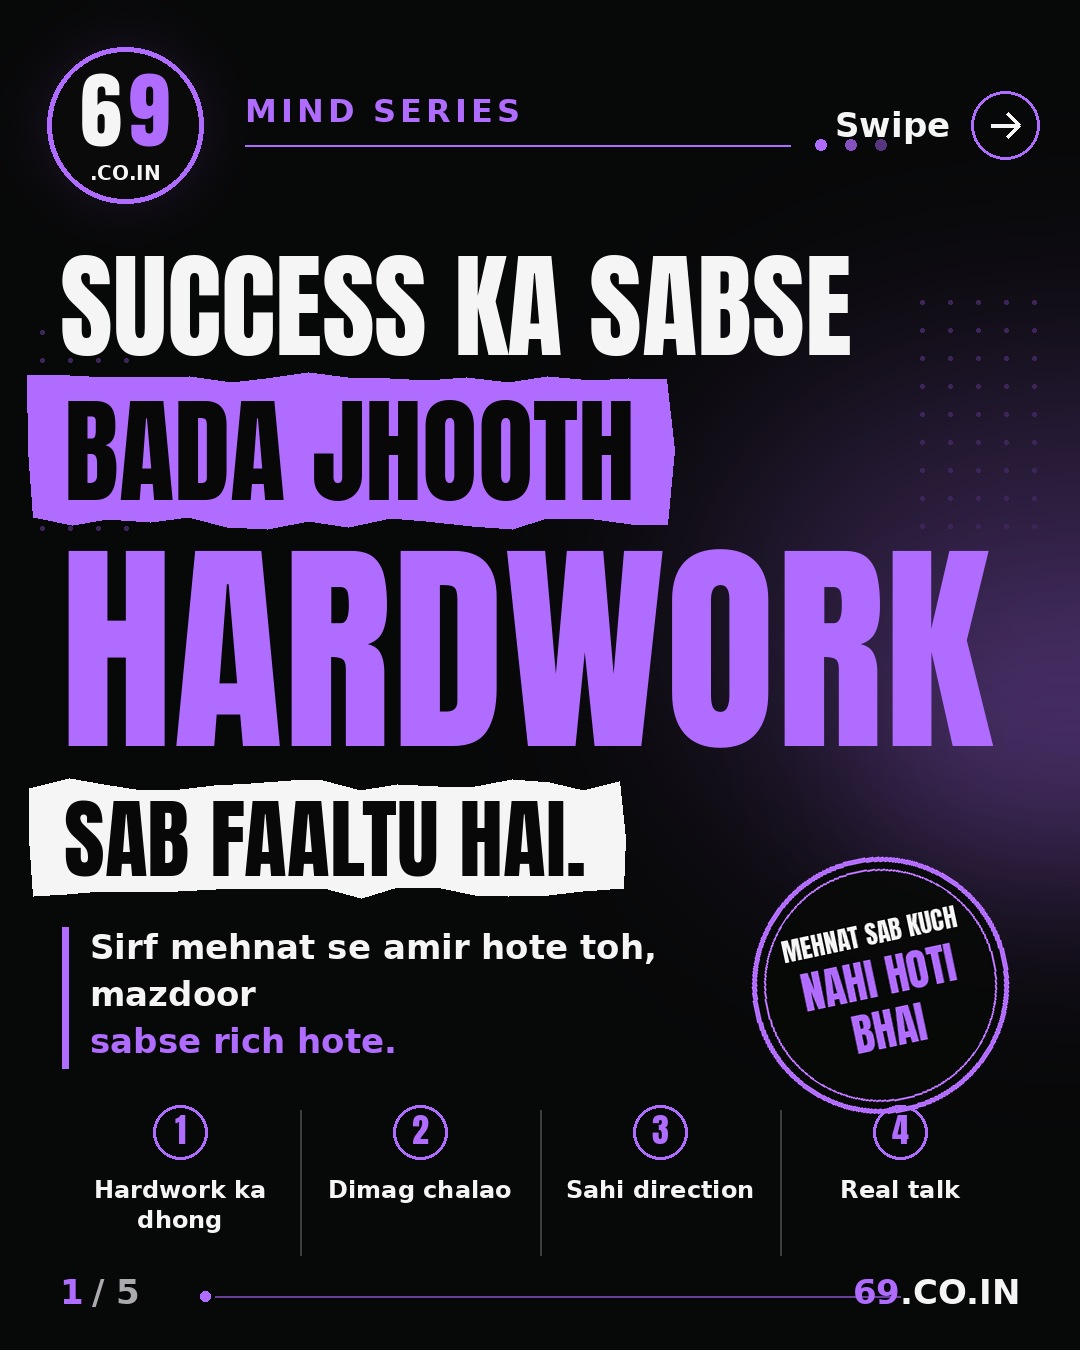 69
.CO.IN
MIND SERIES
Swipe
SUCCESS KA SABSE
BADA JHOOTH
HARDWORK
SAB FAALTU HAI.
Sirf mehnat se amir hote toh,
mazdoor
sabse rich hote.
MEHNAT SAB KUCH
NAHI HOTI
BHAI
1
Hardwork ka
dhong
2
Dimag chalao
3
Sahi direction
4
Real talk
1 / 5
69.CO.IN